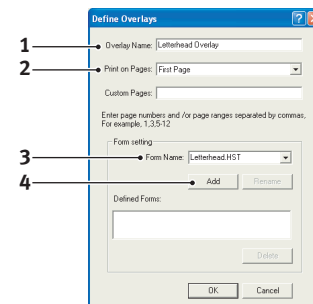 Define Overlays
1 Overlay Name: Letterhead Overlay
2 Print on Pages: First Page
Custom Pages:
Enter page numbers and /or page ranges separated by commas,
For example, 1,3,5-12
Form setting
3 Form Name: Letterhead.HST
4 Add Rename
Defined Forms:
Delete
OK Cancel